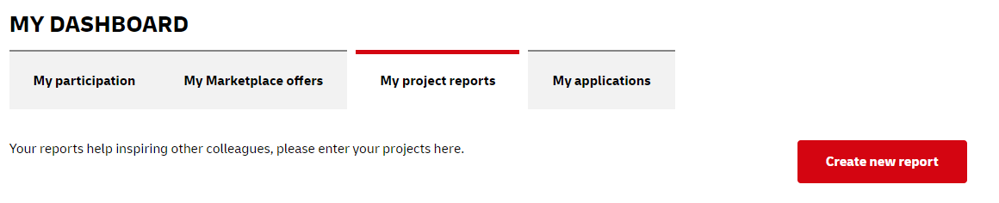 MY DASHBOARD
My participation My Marketplace offers My project reports My applications
Your reports help inspiring other colleagues, please enter your projects here.
Create new report